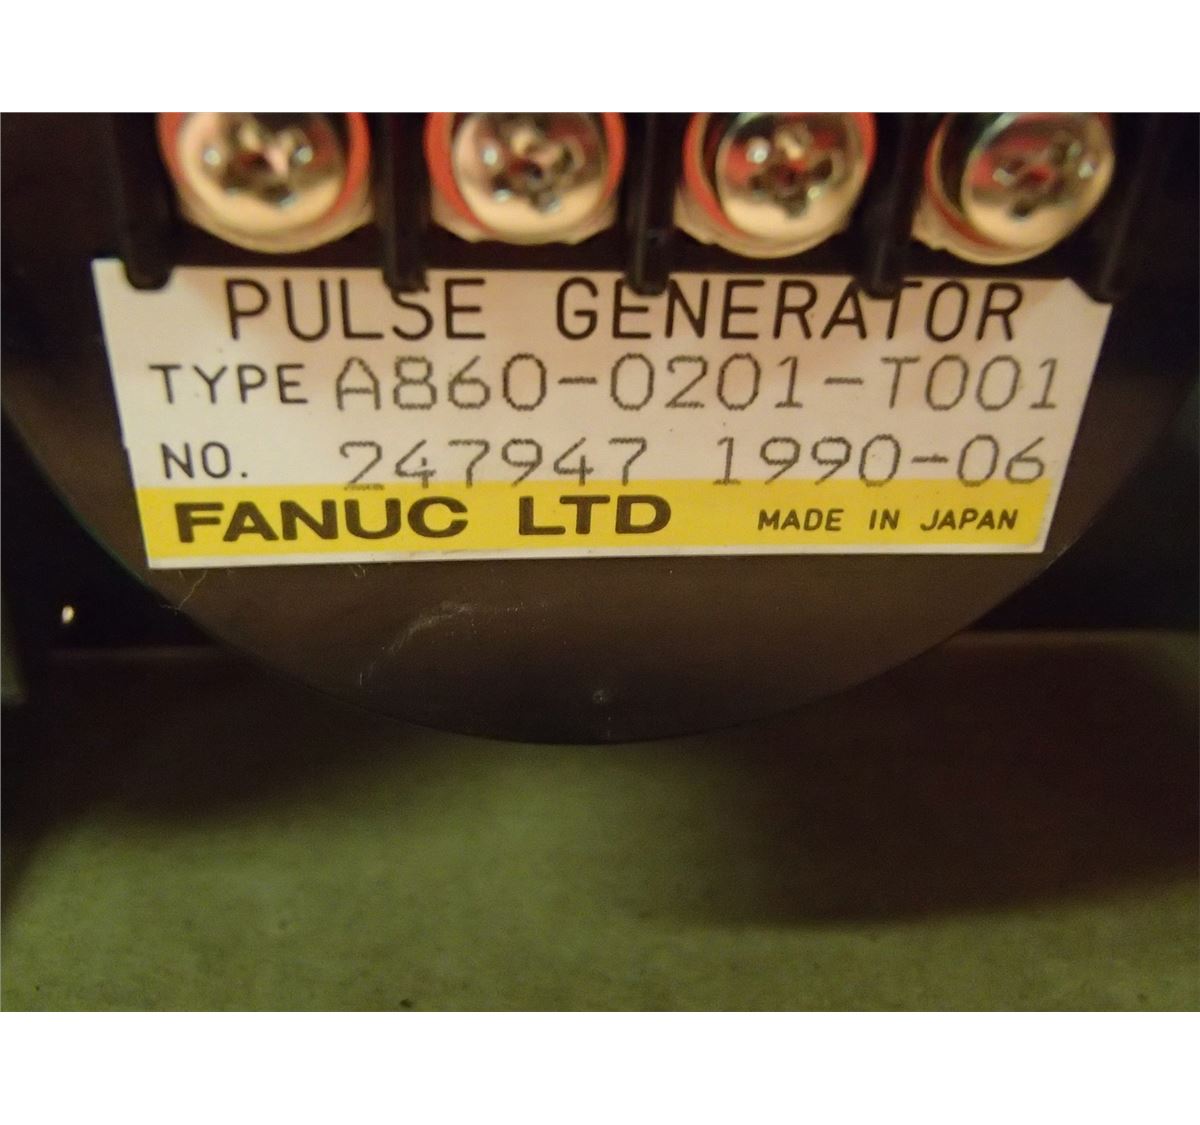 PULSE GENERATOR
TYPE A860-0201-T001
NO. 247947 1990-06
FANUC LTD MADE IN JAPAN